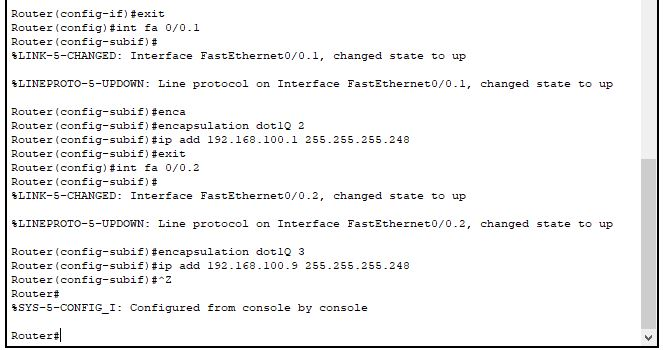 Router(config-if)#exit
Router(config)#int fa 0/0.1
Router(config-subif)#
%LINK-5-CHANGED: Interface FastEthernet0/0.1, changed state to up
%LINEPROTO-5-UPDOWN: Line protocol on Interface FastEthernet0/0.1, changed state to up
Router(config-subif)#enca
Router(config-subif)#encapsulation dot1Q 2
Router(config-subif)#ip add 192.168.100.1 255.255.255.248
Router(config-subif)#exit
Router(config)#int fa 0/0.2
Router(config-subif)#
%LINK-5-CHANGED: Interface FastEthernet0/0.2, changed state to up
%LINEPROTO-5-UPDOWN: Line protocol on Interface FastEthernet0/0.2, changed state to up
Router(config-subif)#encapsulation dot1Q 3
Router(config-subif)#ip add 192.168.100.9 255.255.255.248
Router(config-subif)#^Z
Router#
%SYS-5-CONFIG_I: Configured from console by console
Router#